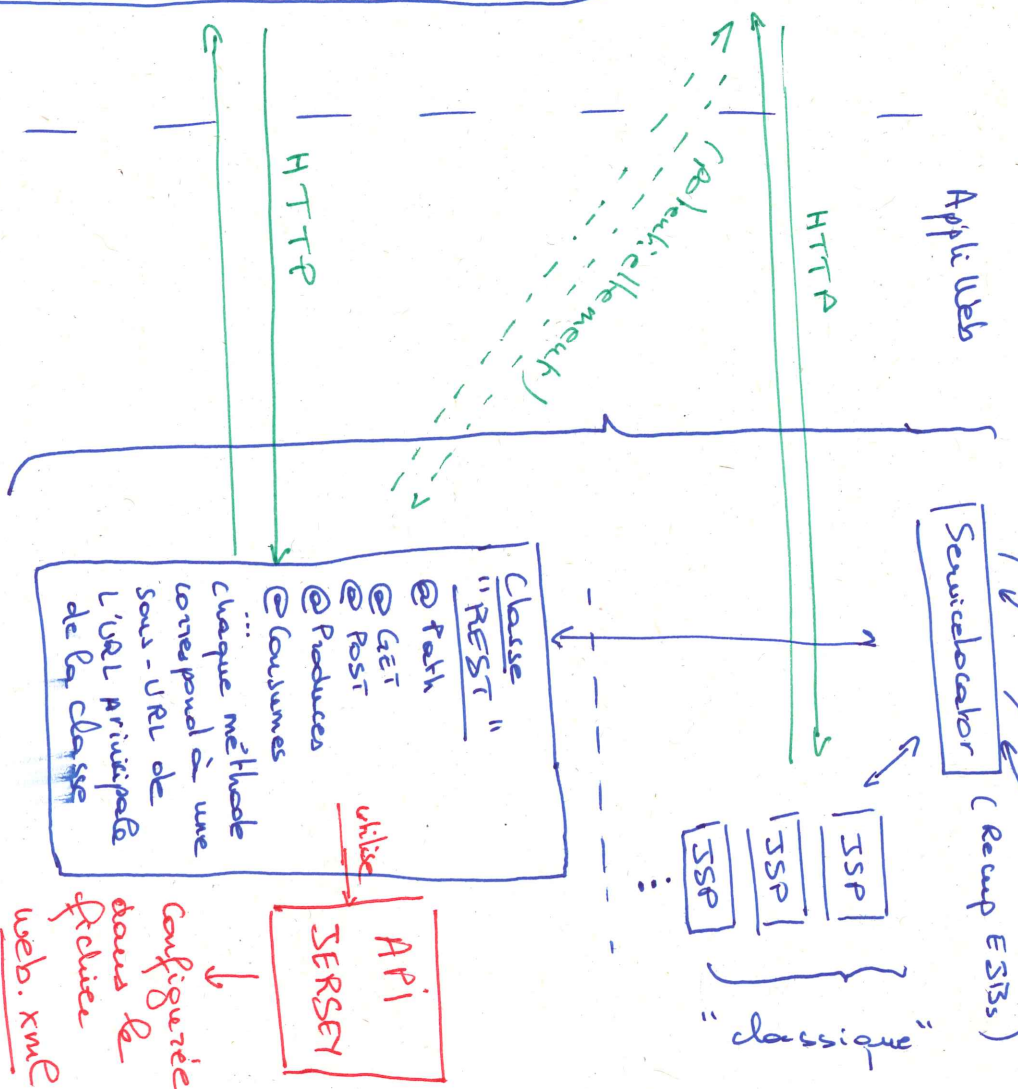 Appli Web
HTTP
(potentiellement)
HTTP
Servicelocator
(Recup EJBs)
JSP
JSP
JSP
...
"classique"
Classe
"REST"
@Path
@GET
@POST
@Produces
@Consumes
...
chaque méthode
correspond à une
sous-URL de
L'URL principale
de la classe
utilise
API
JERSEY
Configurée
dans le
fichier
web.xml